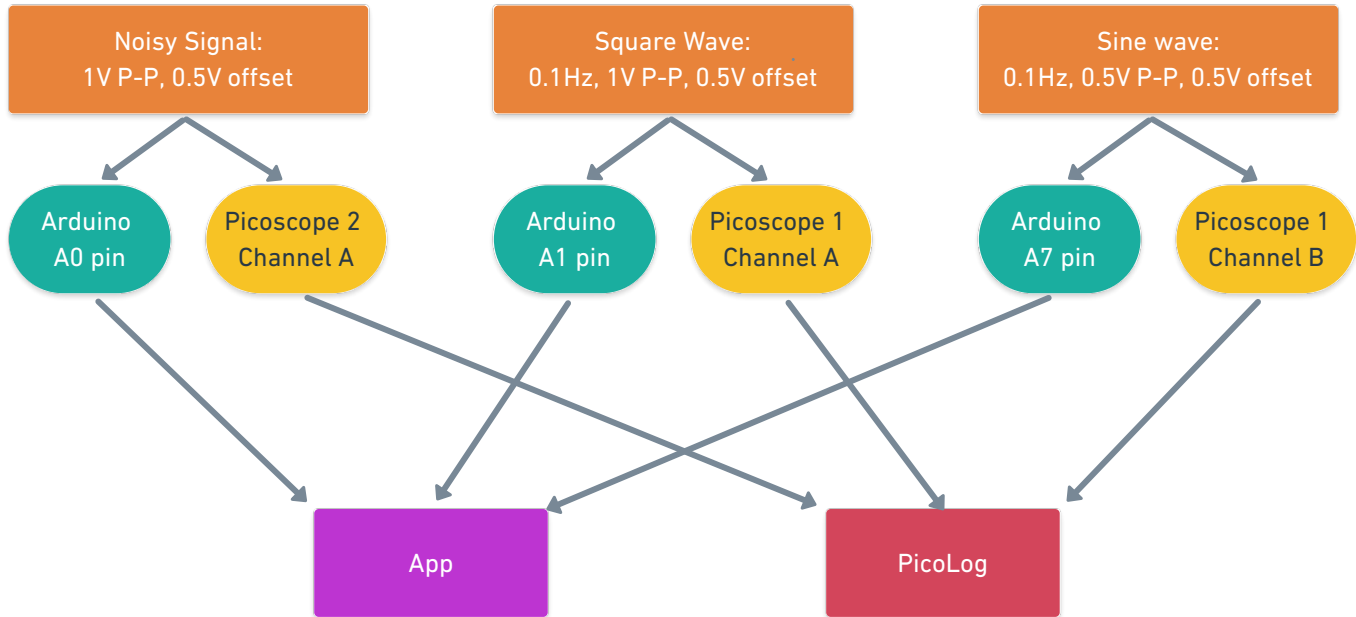 Noisy Signal:
1V P-P, 0.5V offset
Square Wave:
0.1Hz, 1V P-P, 0.5V offset
Sine wave:
0.1Hz, 0.5V P-P, 0.5V offset
Arduino
A0 pin
Picoscope 2
Channel A
Arduino
A1 pin
Picoscope 1
Channel A
Arduino
A7 pin
Picoscope 1
Channel B
App
PicoLog